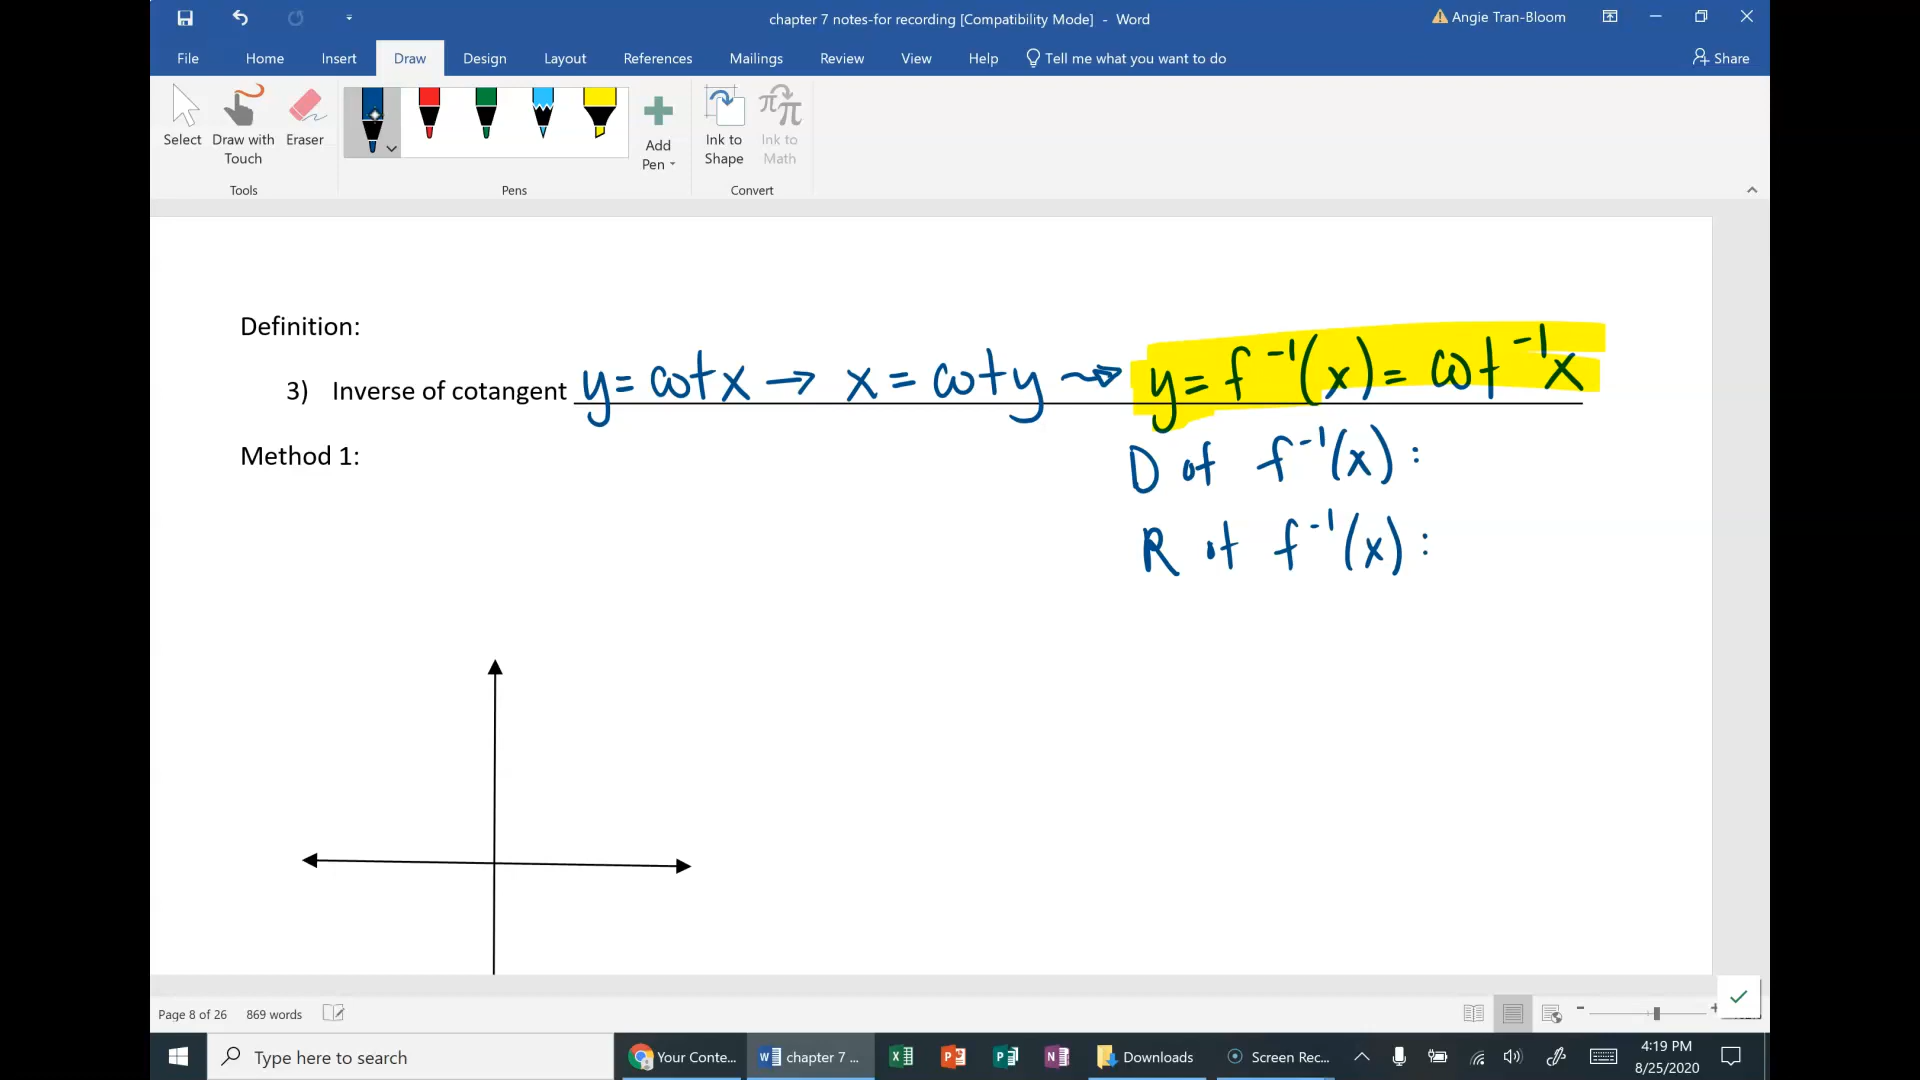 chapter 7 notes-for recording [Compatibility Mode] - Word
Angie Tran-Bloom
File Home Insert Draw Design Layout References Mailings Review View Help Tell me what you want to do Share
Select Draw with Touch Eraser Add Pen Ink to Shape Ink to Math
Tools Pens Convert
Definition:
3) Inverse of cotangent y = cot x → x = cot y ⇝ y = f⁻¹(x) = cot⁻¹x
Method 1:
D of f⁻¹(x) :
R of f⁻¹(x) :
Page 8 of 26 869 words
Type here to search
Your Conte... chapter 7 ... Downloads Screen Rec...
4:19 PM
8/25/2020